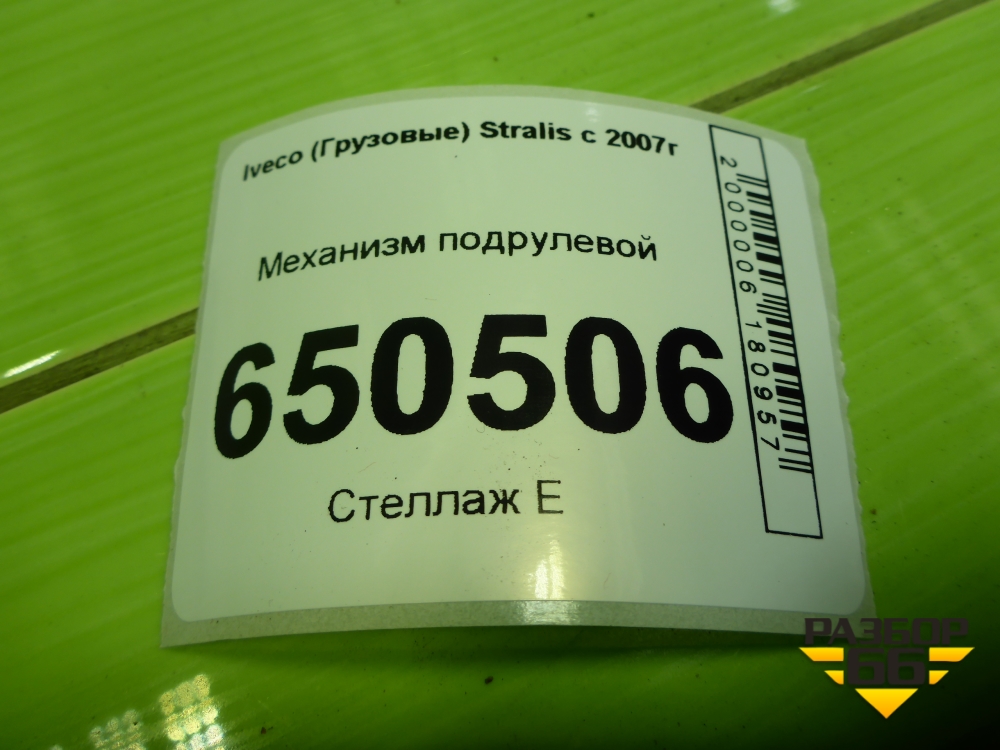 Iveco (Грузовые) Stralis с 2007г
Механизм подрулевой
650506
Стеллаж Е
2000006180957
РАЗБОР
66